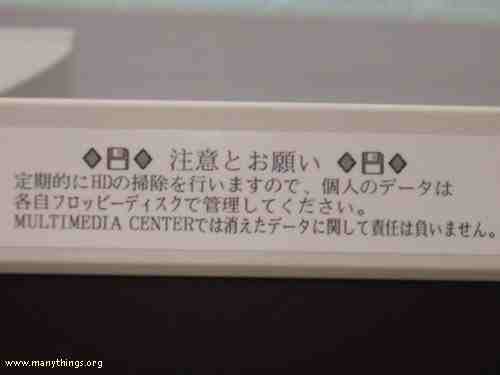 ◈💾◈ 注意とお願い ◈💾◈
定期的にHDの掃除を行いますので、個人のデータは
各自フロッピーディスクで管理してください。
MULTIMEDIA CENTERでは消えたデータに関して責任は負いません。
www.manythings.org